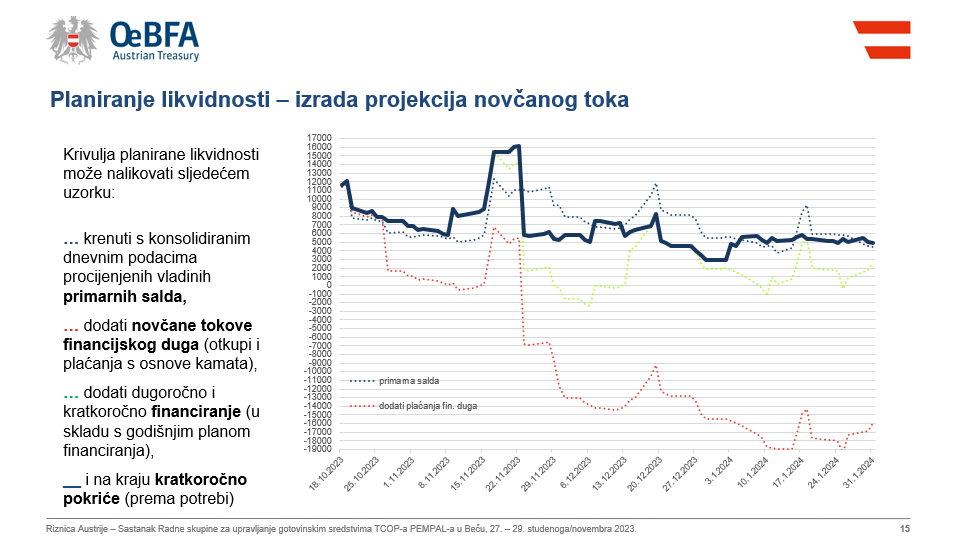 OeBFA
Austrian Treasury
Planiranje likvidnosti – izrada projekcija novčanog toka
Krivulja planirane likvidnosti
može nalikovati sljedećem
uzorku:
… krenuti s konsolidiranim
dnevnim podacima
procijenjenih vladinih
primarnih salda,
… dodati novčane tokove
financijskog duga (otkupi i
plaćanja s osnove kamata),
… dodati dugoročno i
kratkoročno financiranje (u
skladu s godišnjim planom
financiranja),
__ i na kraju kratkoročno
pokriće (prema potrebi)
17000
16000
15000
14000
13000
12000
11000
10000
9000
8000
7000
6000
5000
4000
3000
2000
1000
0
-1000
-2000
-3000
-4000
-5000
-6000
-7000
-8000
-9000
-10000
-11000
-12000
-13000
-14000
-15000
-16000
-17000
-18000
-19000
primarna salda
dodati plaćanja fin. duga
18.10.2023
25.10.2023
1.11.2023
8.11.2023
15.11.2023
22.11.2023
29.11.2023
6.12.2023
13.12.2023
20.12.2023
27.12.2023
3.1.2024
10.1.2024
17.1.2024
24.1.2024
31.1.2024
Riznica Austrije – Sastanak Radne skupine za upravljanje gotovinskim sredstvima TCOP-a PEMPAL-a u Beču, 27. – 29. studenoga/novembra 2023.
15